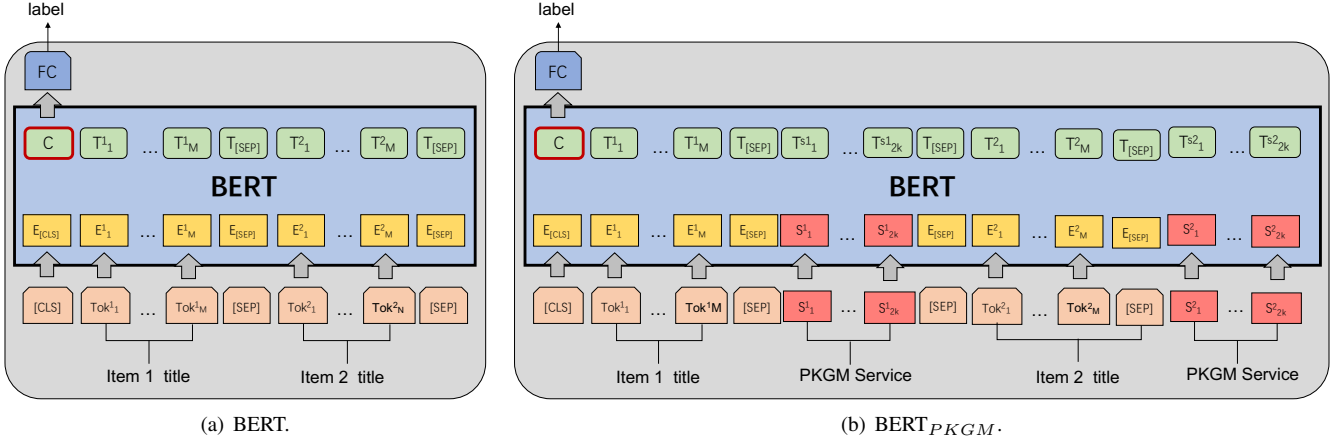 label label
FC FC
C T¹₁ ... T¹M T[SEP] T²₁ ... T²M T[SEP]
C T¹₁ ... T¹M T[SEP] Tˢ¹₁ ... Tˢ¹₂k T[SEP] T²₁ ... T²M T[SEP] Tˢ²₁ ... Tˢ²₂k
BERT BERT
E[CLS] E¹₁ ... E¹M E[SEP] E²₁ ... E²M E[SEP]
E[CLS] E¹₁ ... E¹M E[SEP] S¹₁ ... S¹₂k E[SEP] E²₁ ... E²M E[SEP] S²₁ ... S²₂k
[CLS] Tok¹₁ ... Tok¹M [SEP] Tok²₁ ... Tok²N [SEP]
[CLS] Tok¹₁ ... Tok¹M [SEP] S¹₁ ... S¹₂k [SEP] Tok²₁ ... Tok²M [SEP] S²₁ ... S²₂k
Item 1 title Item 2 title
Item 1 title PKGM Service Item 2 title PKGM Service
(a) BERT. (b) BERTPKGM.